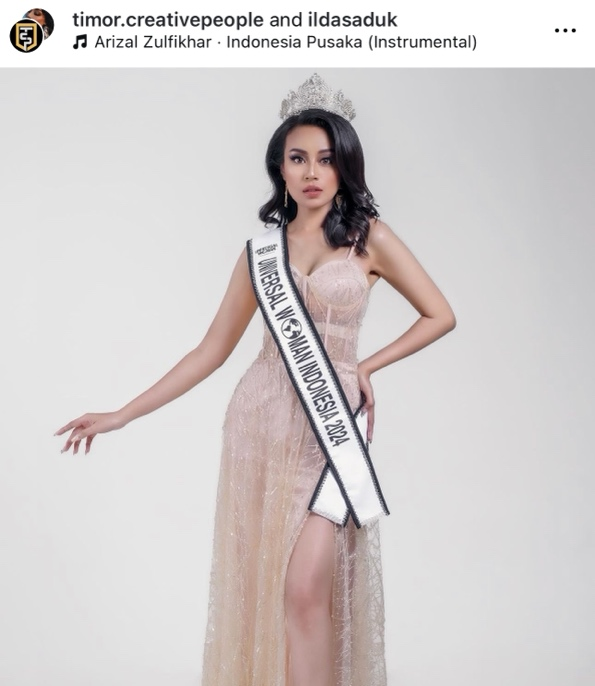 timor.creativepeople and ildasaduk
Arizal Zulfikhar · Indonesia Pusaka (Instrumental)
UNIVERSAL WOMAN INDONESIA 2024